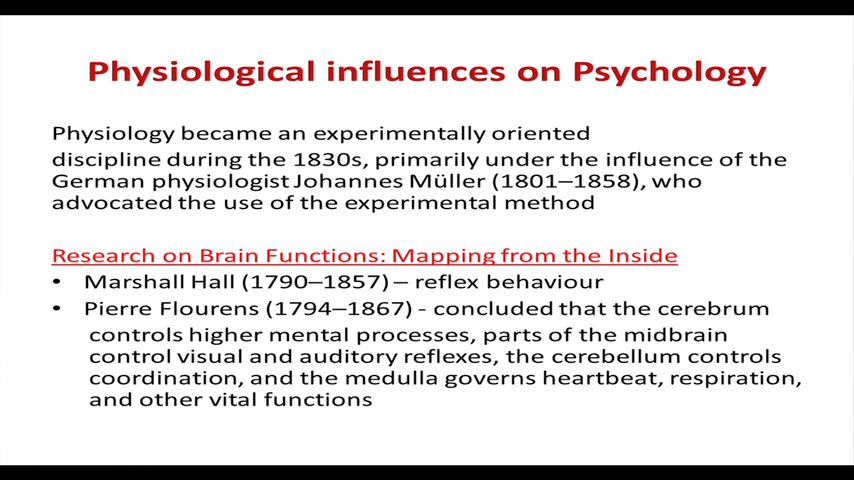 Physiological influences on Psychology
Physiology became an experimentally oriented
discipline during the 1830s, primarily under the influence of the
German physiologist Johannes Müller (1801–1858), who
advocated the use of the experimental method
Research on Brain Functions: Mapping from the Inside
• Marshall Hall (1790–1857) – reflex behaviour
• Pierre Flourens (1794–1867) - concluded that the cerebrum
controls higher mental processes, parts of the midbrain
control visual and auditory reflexes, the cerebellum controls
coordination, and the medulla governs heartbeat, respiration,
and other vital functions